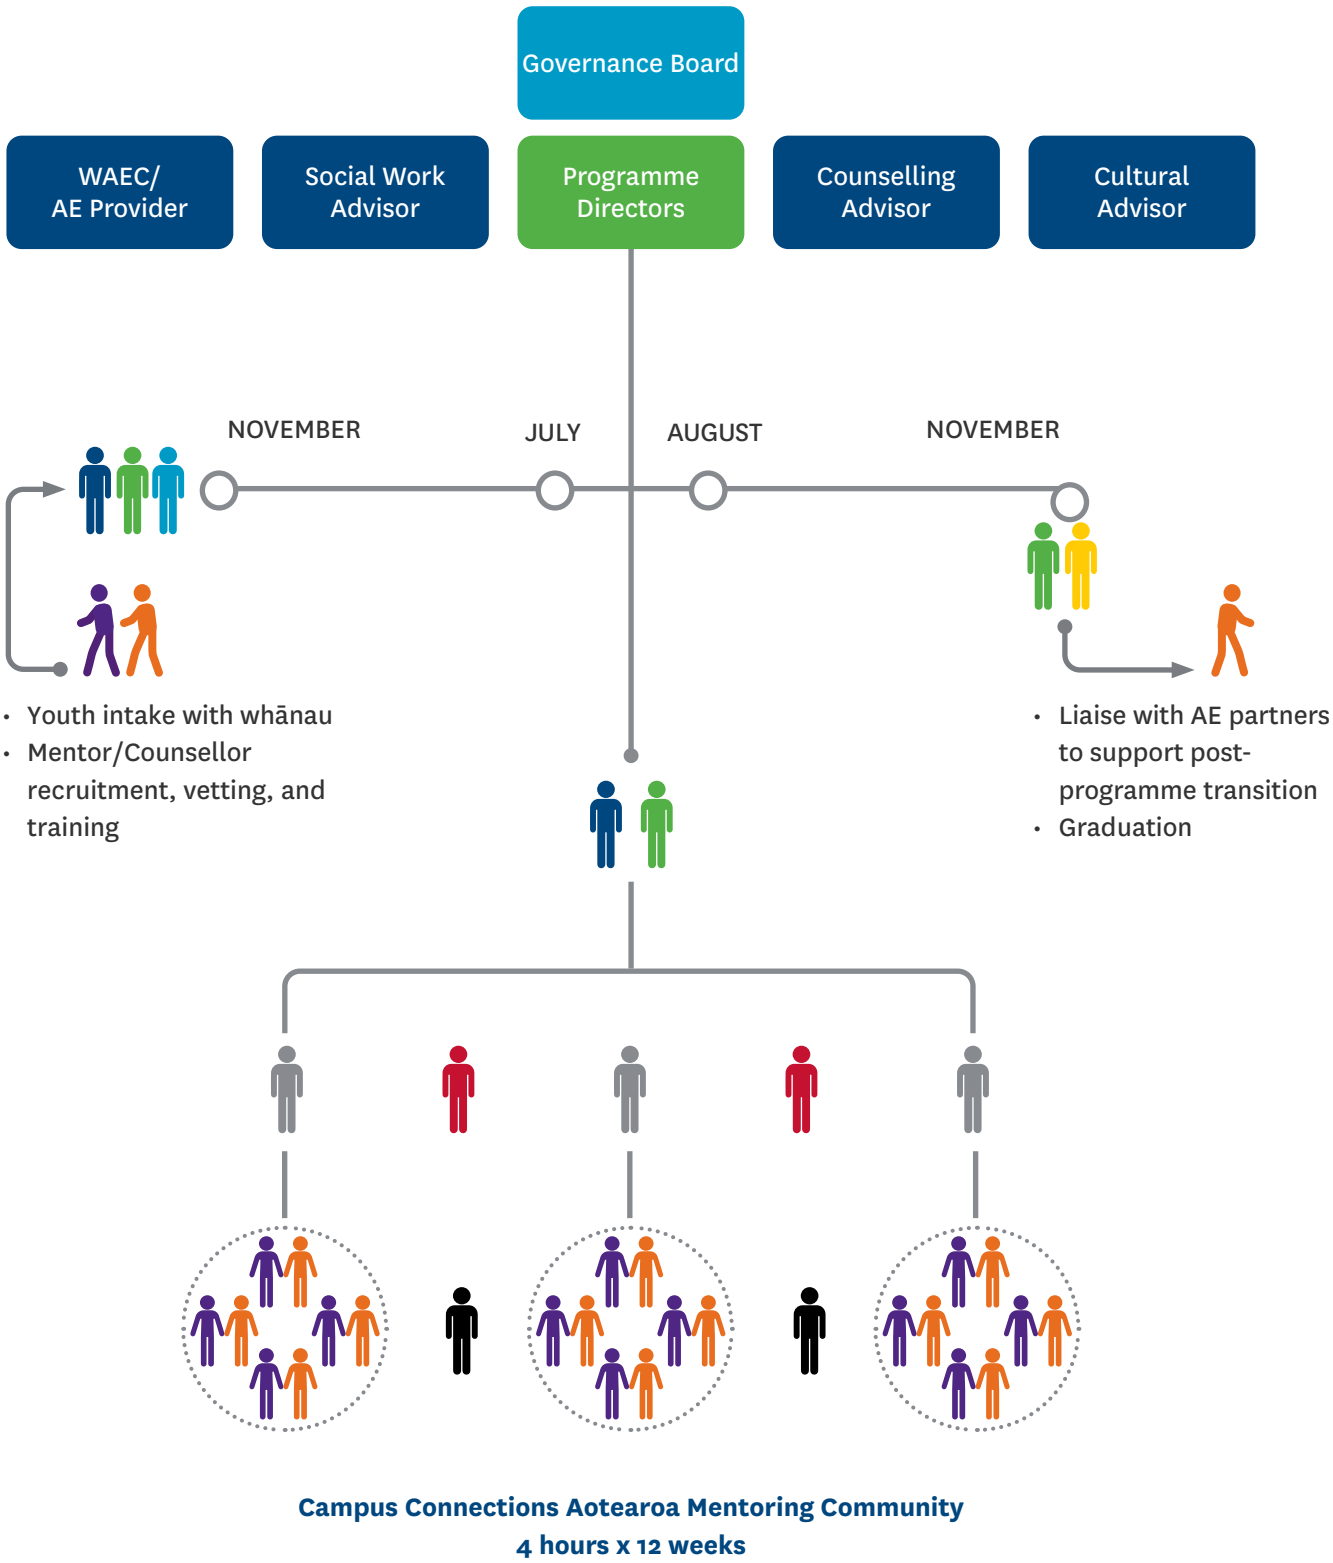 Governance Board
WAEC/
AE Provider
Social Work
Advisor
Programme
Directors
Counselling
Advisor
Cultural
Advisor
NOVEMBER
JULY
AUGUST
NOVEMBER
• Youth intake with whānau
• Mentor/Counsellor
recruitment, vetting, and
training
• Liaise with AE partners
to support post-
programme transition
• Graduation
Campus Connections Aotearoa Mentoring Community
4 hours x 12 weeks